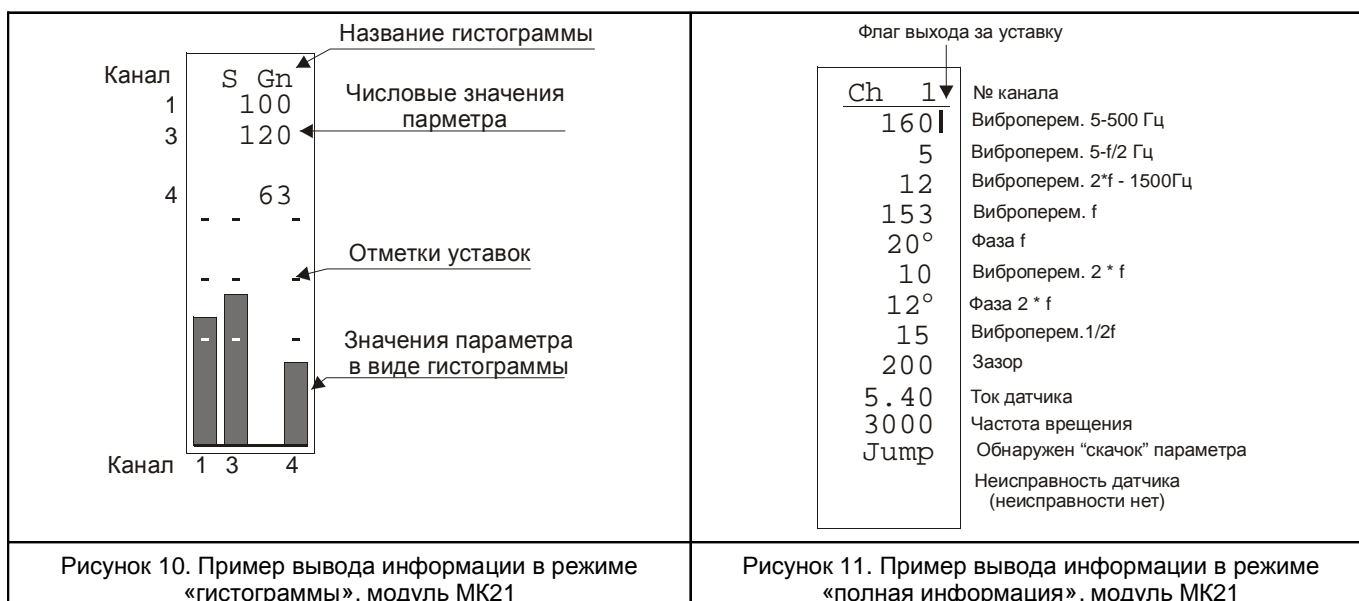 Название гистограммы
Канал
S Gn
1 100
Числовые значения
парметра
3 120
4 63
Отметки уставок
Значения параметра
в виде гистограммы
Канал 1 3 4
Рисунок 10. Пример вывода информации в режиме
«гистограммы», модуль МК21
Флаг выхода за уставку
Ch 1 № канала
160 Виброперем. 5-500 Гц
5 Виброперем. 5-f/2 Гц
12 Виброперем. 2*f - 1500Гц
153 Виброперем. f
20° Фаза f
10 Виброперем. 2 * f
12° Фаза 2 * f
15 Виброперем.1/2f
200 Зазор
5.40 Ток датчика
3000 Частота врещения
Jump Обнаружен “скачок” параметра
Неисправность датчика
(неисправности нет)
Рисунок 11. Пример вывода информации в режиме
«полная информация», модуль МК21